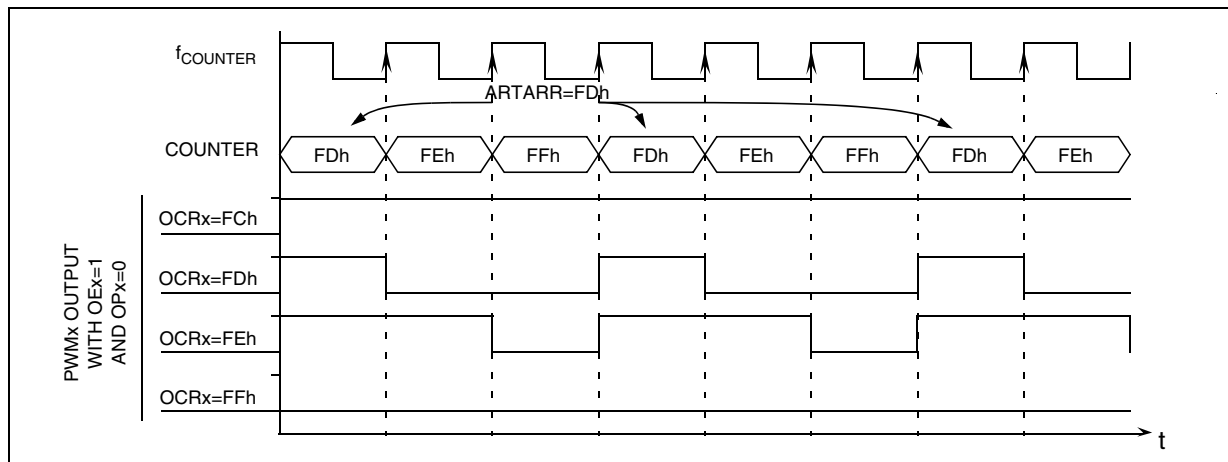 fCOUNTER
ARTARR=FDh
COUNTER
FDh FEh FFh FDh FEh FFh FDh FEh
PWMx OUTPUT
WITH OEx=1
AND OPx=0
OCRx=FCh
OCRx=FDh
OCRx=FEh
OCRx=FFh
t